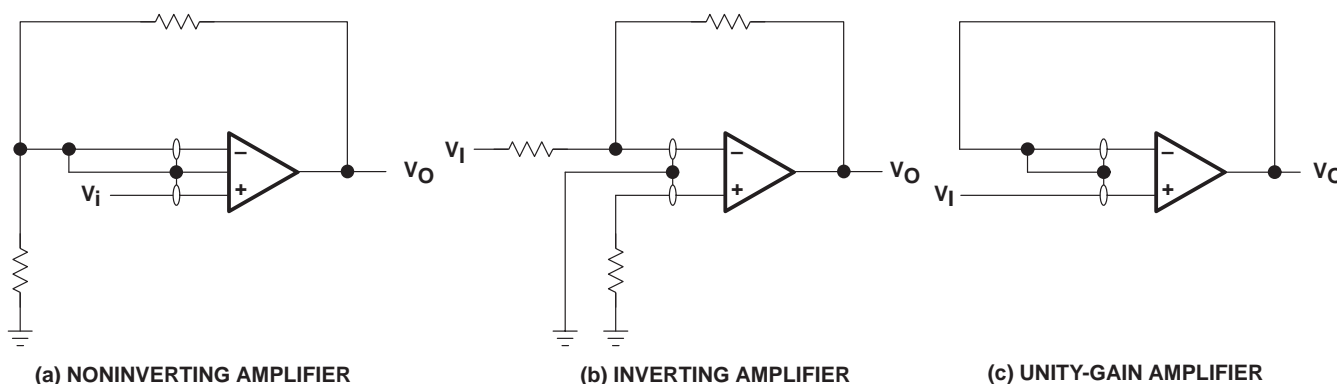 VI
VO
VO
VO
Vi
VI
−
+
−
+
−
+
(a) NONINVERTING AMPLIFIER
(b) INVERTING AMPLIFIER
(c) UNITY-GAIN AMPLIFIER